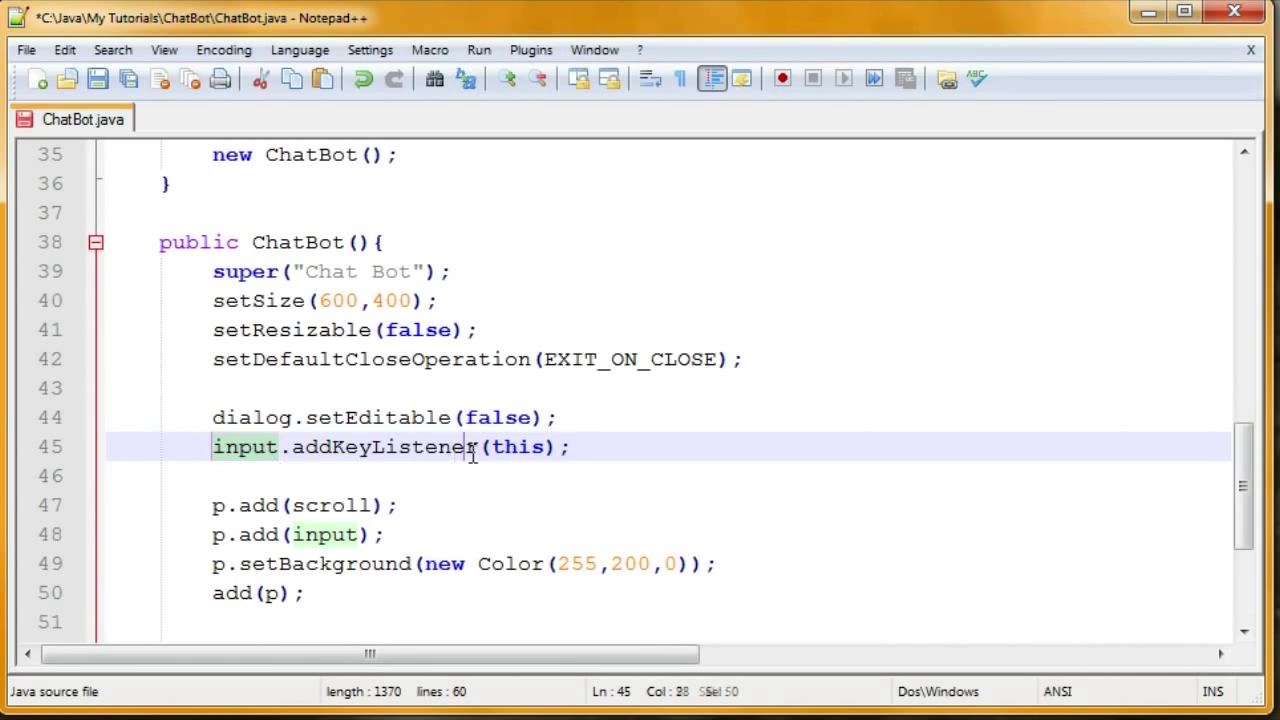 *C:\Java\My Tutorials\ChatBot\ChatBot.java - Notepad++
File Edit Search View Encoding Language Settings Macro Run Plugins Window ? X
ABC
ChatBot.java
35 new ChatBot();
36 }
37
38 public ChatBot(){
39 super("Chat Bot");
40 setSize(600,400);
41 setResizable(false);
42 setDefaultCloseOperation(EXIT_ON_CLOSE);
43
44 dialog.setEditable(false);
45 input.addKeyListener(this);
46
47 p.add(scroll);
48 p.add(input);
49 p.setBackground(new Color(255,200,0));
50 add(p);
51
Java source file length : 1370 lines : 60 Ln : 45 Col : Dos\Windows ANSI INS